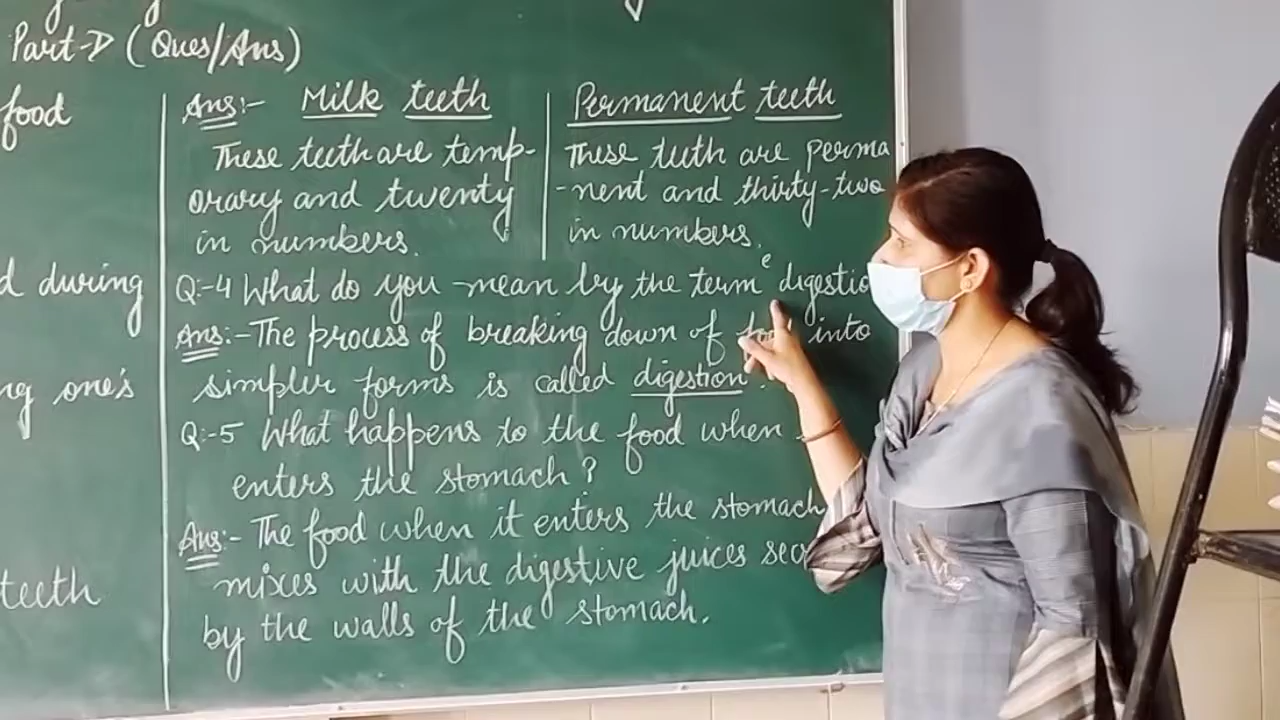 Part-D (Ques/Ans)
food
d during
ng one's
teeth
Ans:- Milk teeth
These teeth are temp-
orary and twenty
in numbers.
Permanent teeth
These teeth are perma
-nent and thirty-two
in numbers.
Q:-4 What do you mean by the term digestio
Ans:- The process of breaking down of food into
simpler forms is called digestion.
Q:-5 What happens to the food when
enters the stomach?
Ans:- The food when it enters the stomach
mixes with the digestive juices sec
by the walls of the stomach.